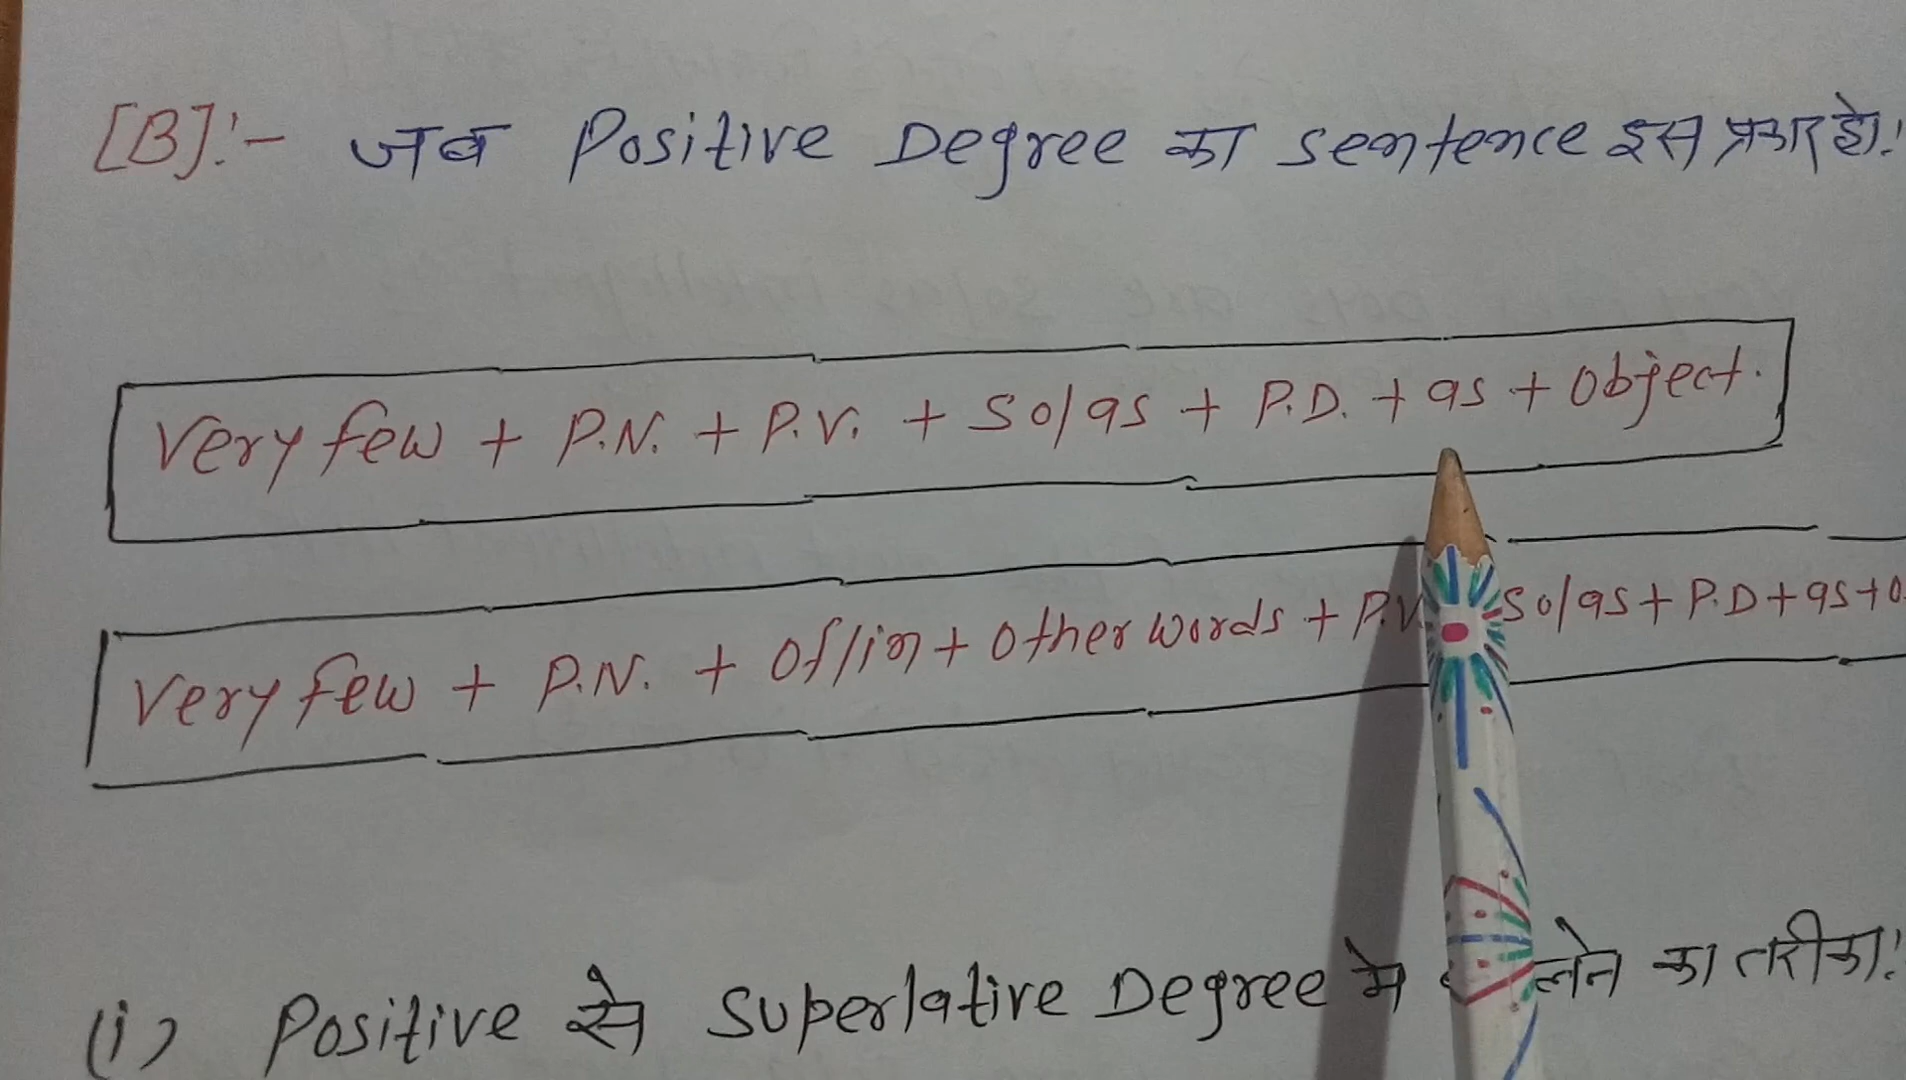 [B]:- जब Positive Degree का sentence इस प्रकार हो:
Very few + P.N. + P.V. + So/as + P.D. + as + Object.
Very few + P.N. + Of/in + Other words + P.V So/as + P.D + as + O
(i) Positive से Superlative Degree मे लने का तरीका: